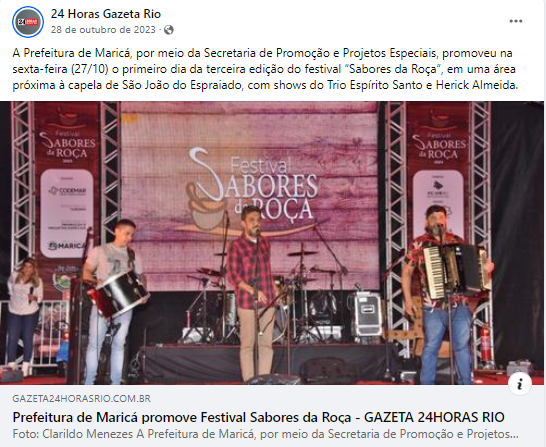 24 Horas Gazeta Rio
28 de outubro de 2023
A Prefeitura de Maricá, por meio da Secretaria de Promoção e Projetos Especiais, promoveu na
sexta-feira (27/10) o primeiro dia da terceira edição do festival “Sabores da Roça”, em uma área
próxima à capela de São João do Espraiado, com shows do Trio Espírito Santo e Herick Almeida.
Festival
SABORES
da ROÇA
Festival
SABORES
da ROÇA
Festival
SABORES
da ROÇA
CODEMAR
MARICÁ
GAZETA24HORASRIO.COM.BR
Prefeitura de Maricá promove Festival Sabores da Roça - GAZETA 24HORAS RIO
Foto: Clarildo Menezes A Prefeitura de Maricá, por meio da Secretaria de Promoção e Projetos...